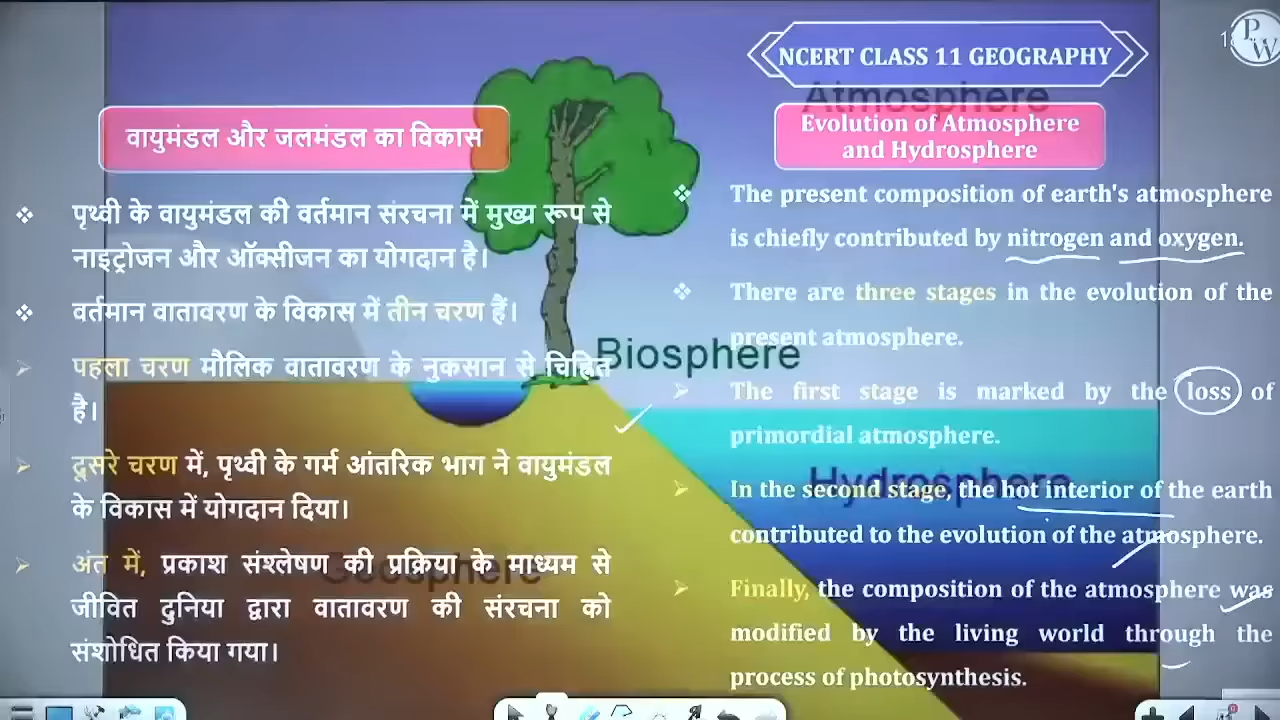 NCERT CLASS 11 GEOGRAPHY
PW
Atmosphere
वायुमंडल और जलमंडल का विकास
पृथ्वी के वायुमंडल की वर्तमान संरचना में मुख्य रूप से
नाइट्रोजन और ऑक्सीजन का योगदान है।
वर्तमान वातावरण के विकास में तीन चरण हैं।
पहला चरण मौलिक वातावरण के नुकसान से चिह्नित
है।
दूसरे चरण में, पृथ्वी के गर्म आंतरिक भाग ने वायुमंडल
के विकास में योगदान दिया।
अंत में, प्रकाश संश्लेषण की प्रक्रिया के माध्यम से
जीवित दुनिया द्वारा वातावरण की संरचना को
संशोधित किया गया।
Evolution of Atmosphere
and Hydrosphere
The present composition of earth's atmosphere
is chiefly contributed by nitrogen and oxygen.
There are three stages in the evolution of the
present atmosphere.
The first stage is marked by the loss of
primordial atmosphere.
In the second stage, the hot interior of the earth
contributed to the evolution of the atmosphere.
Finally, the composition of the atmosphere was
modified by the living world through the
process of photosynthesis.
Biosphere
Hydrosphere
Geosphere